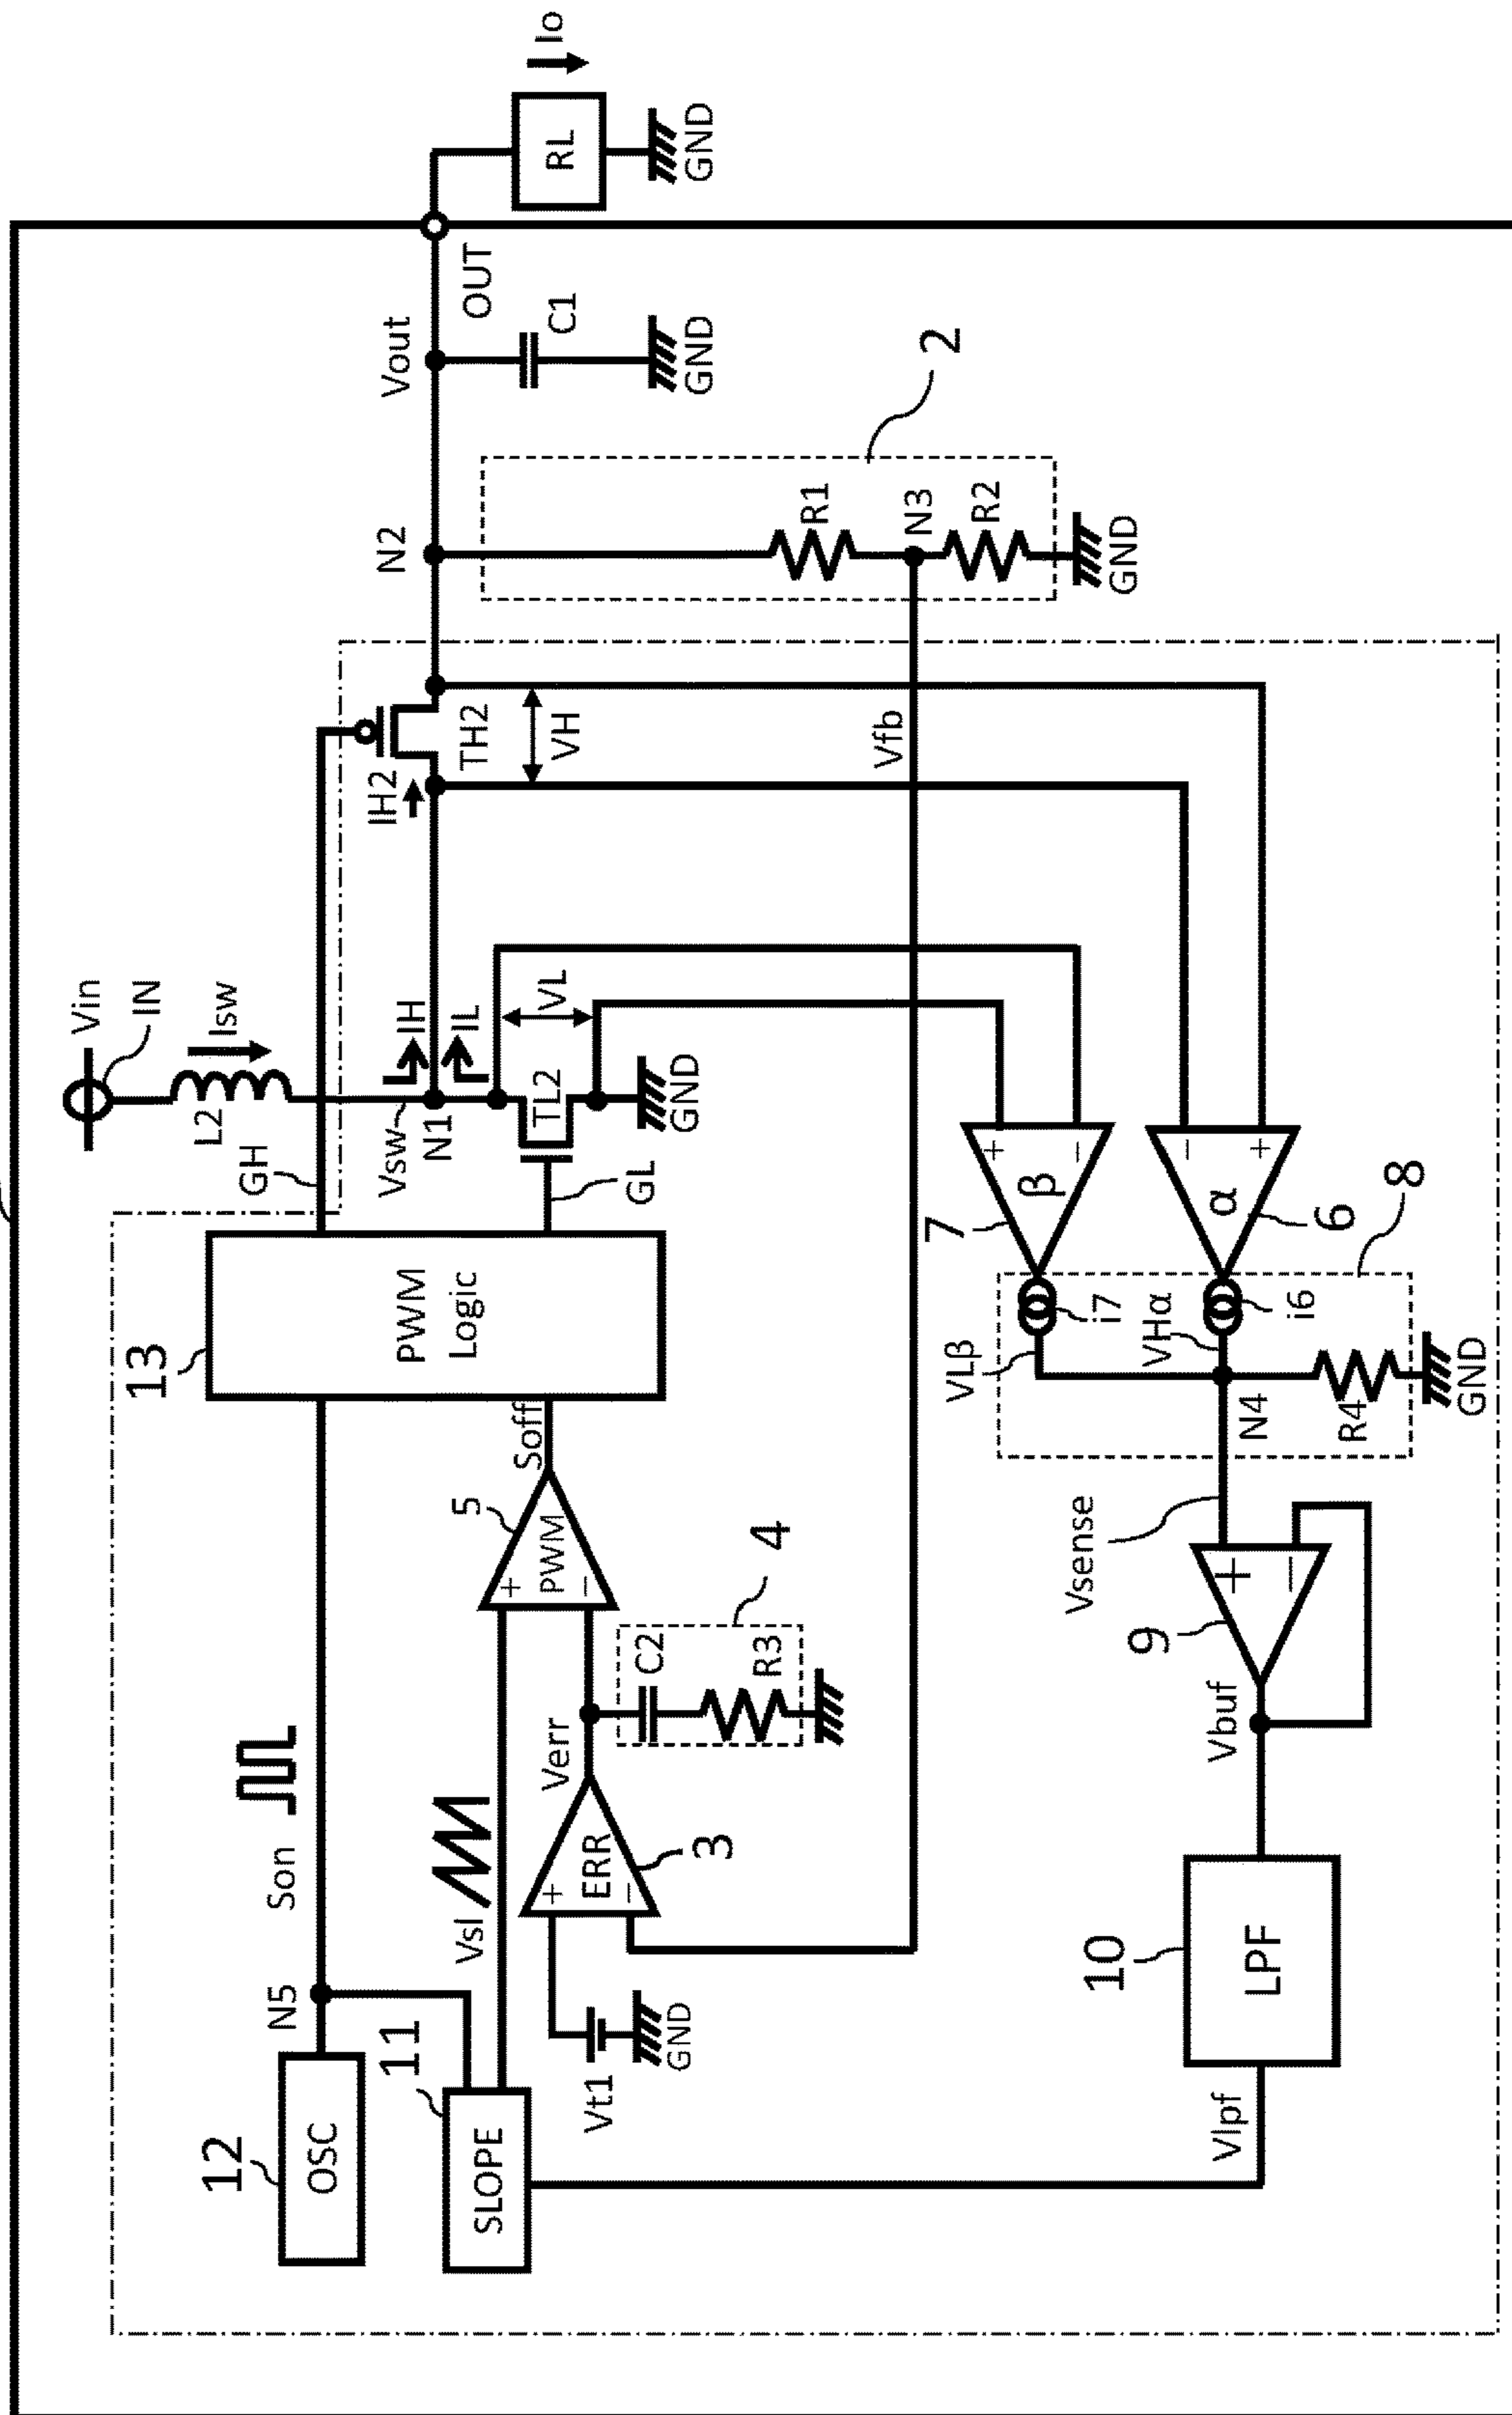 Vin
IN
L2
Isw
GH
Vsw
N1
IH
IL
VL
TL2
GND
GL
IH2
TH2
VH
N2
Vout
OUT
C1
GND
RL
Io
GND
2
R1
N3
R2
GND
Vfb
12
OSC
N5
Son
13
PWM
Logic
11
SLOPE
Vsl
Vt1
GND
+
ERR
−
3
Verr
4
C2
R3
5
+
PWM
−
Soff
7
+
β
−
6
−
α
+
8
i7
i6
VLβ
VHα
N4
R4
GND
Vsense
9
+
−
Vbuf
10
LPF
Vlpf